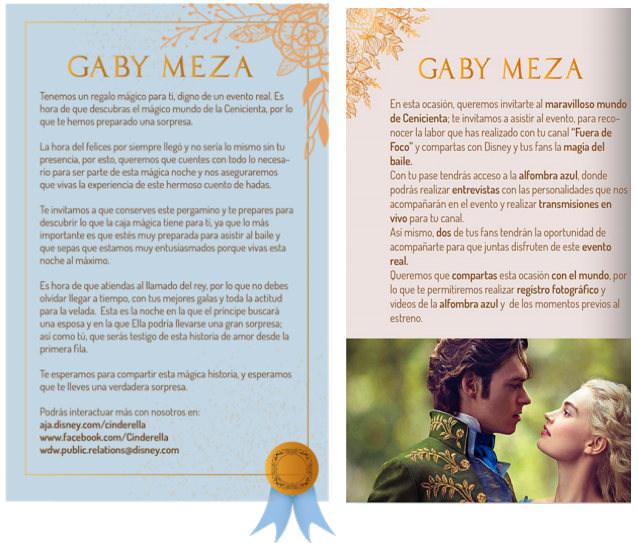 GABY MEZA
Tenemos un regalo mágico para ti, digno de un evento real. Es
hora de que descubras el mágico mundo de la Cenicienta, por lo
que te hemos preparado una sorpresa.
La hora del felices por siempre llegó y no sería lo mismo sin tu
presencia, por esto, queremos que cuentes con todo lo necesa-
rio para ser parte de esta mágica noche y nos aseguraremos
que vivas la experiencia de este hermoso cuento de hadas.
Te invitamos a que conserves este pergamino y te prepares para
descubrir lo que la caja mágica tiene para ti, ya que lo más
importante es que estés muy preparada para asistir al baile y
que sepas que estamos muy entusiasmados porque vivas esta
noche al máximo.
Es hora de que atiendas al llamado del rey, por lo que no debes
olvidar llegar a tiempo, con tus mejores galas y toda la actitud
para la velada. Esta es la noche en la que el príncipe buscará
una esposa y en la que Ella podría llevarse una gran sorpresa;
así como tú, que serás testigo de esta historia de amor desde la
primera fila.
Te esperamos para compartir esta mágica historia, y esperamos
que te lleves una verdadera sorpresa.
Podrás interactuar más con nosotros en:
aja.disney.com/cinderella
www.facebook.com/Cinderella
wdw.public.relations@disney.com
GABY MEZA
En esta ocasión, queremos invitarte al maravilloso mundo
de Cenicienta; te invitamos a asistir al evento, para reco-
nocer la labor que has realizado con tu canal “Fuera de
Foco” y compartas con Disney y tus fans la magia del
baile.
Con tu pase tendrás acceso a la alfombra azul, donde
podrás realizar entrevistas con las personalidades que nos
acompañarán en el evento y realizar transmisiones en
vivo para tu canal.
Así mismo, dos de tus fans tendrán la oportunidad de
acompañarte para que juntas disfruten de este evento
real.
Queremos que compartas esta ocasión con el mundo, por
lo que te permitiremos realizar registro fotográfico y
videos de la alfombra azul y de los momentos previos al
estreno.